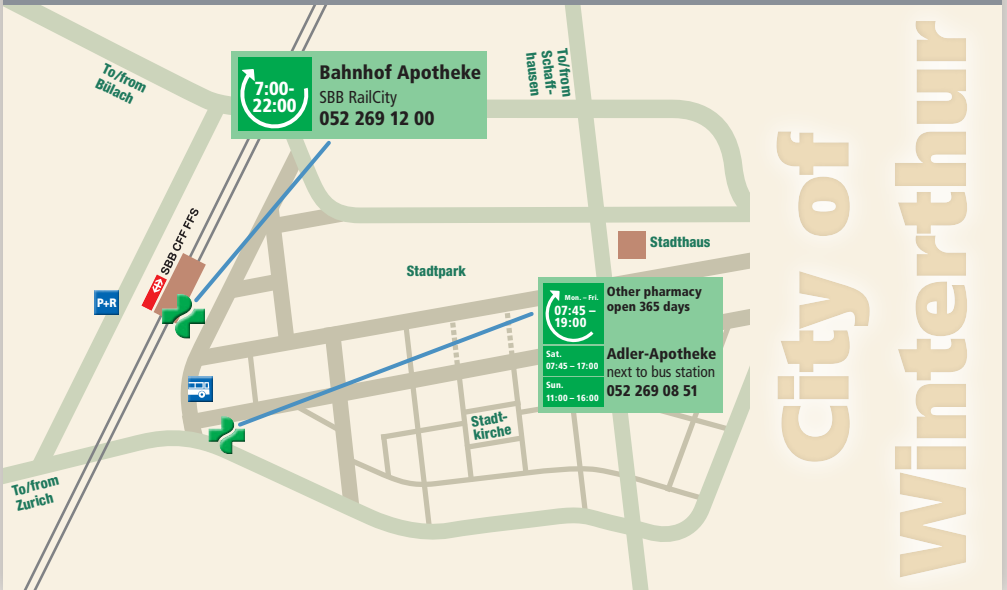 To/from
Bülach
7:00-
22:00
Bahnhof Apotheke
SBB RailCity
052 269 12 00
To/from
Schaff-
hausen
City of
Winterthur
SBB CFF FFS
P+R
Stadtpark
Stadthaus
Mon. – Fri.
07:45 –
19:00
Sat.
07:45 – 17:00
Sun.
11:00 – 16:00
Other pharmacy
open 365 days
Adler-Apotheke
next to bus station
052 269 08 51
Stadt-
kirche
To/from
Zurich